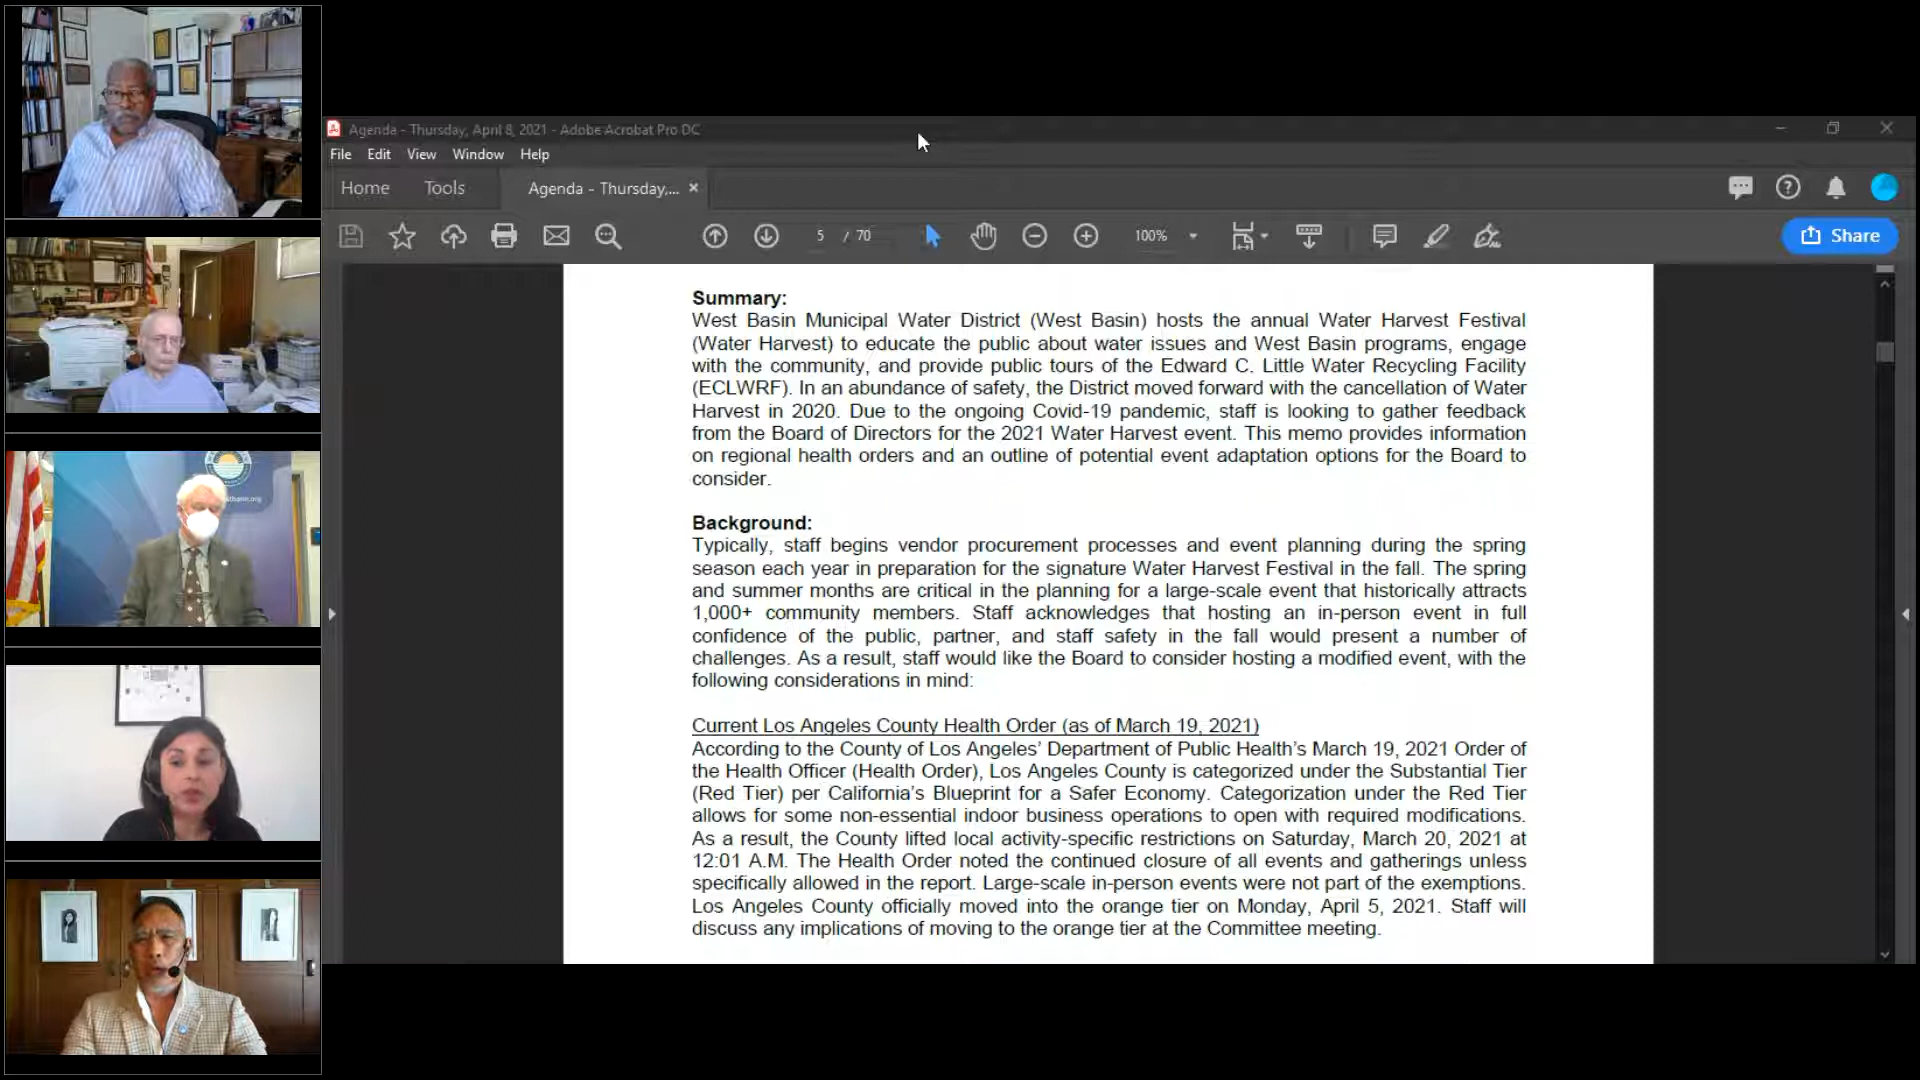 Agenda - Thursday, April 8, 2021 - Adobe Acrobat Pro DC
File Edit View Window Help
Home Tools Agenda - Thursday,... ×
5 / 70 100% Share
Summary:
West Basin Municipal Water District (West Basin) hosts the annual Water Harvest Festival
(Water Harvest) to educate the public about water issues and West Basin programs, engage
with the community, and provide public tours of the Edward C. Little Water Recycling Facility
(ECLWRF). In an abundance of safety, the District moved forward with the cancellation of Water
Harvest in 2020. Due to the ongoing Covid-19 pandemic, staff is looking to gather feedback
from the Board of Directors for the 2021 Water Harvest event. This memo provides information
on regional health orders and an outline of potential event adaptation options for the Board to
consider.
Background:
Typically, staff begins vendor procurement processes and event planning during the spring
season each year in preparation for the signature Water Harvest Festival in the fall. The spring
and summer months are critical in the planning for a large-scale event that historically attracts
1,000+ community members. Staff acknowledges that hosting an in-person event in full
confidence of the public, partner, and staff safety in the fall would present a number of
challenges. As a result, staff would like the Board to consider hosting a modified event, with the
following considerations in mind:
Current Los Angeles County Health Order (as of March 19, 2021)
According to the County of Los Angeles’ Department of Public Health’s March 19, 2021 Order of
the Health Officer (Health Order), Los Angeles County is categorized under the Substantial Tier
(Red Tier) per California’s Blueprint for a Safer Economy. Categorization under the Red Tier
allows for some non-essential indoor business operations to open with required modifications.
As a result, the County lifted local activity-specific restrictions on Saturday, March 20, 2021 at
12:01 A.M. The Health Order noted the continued closure of all events and gatherings unless
specifically allowed in the report. Large-scale in-person events were not part of the exemptions.
Los Angeles County officially moved into the orange tier on Monday, April 5, 2021. Staff will
discuss any implications of moving to the orange tier at the Committee meeting.